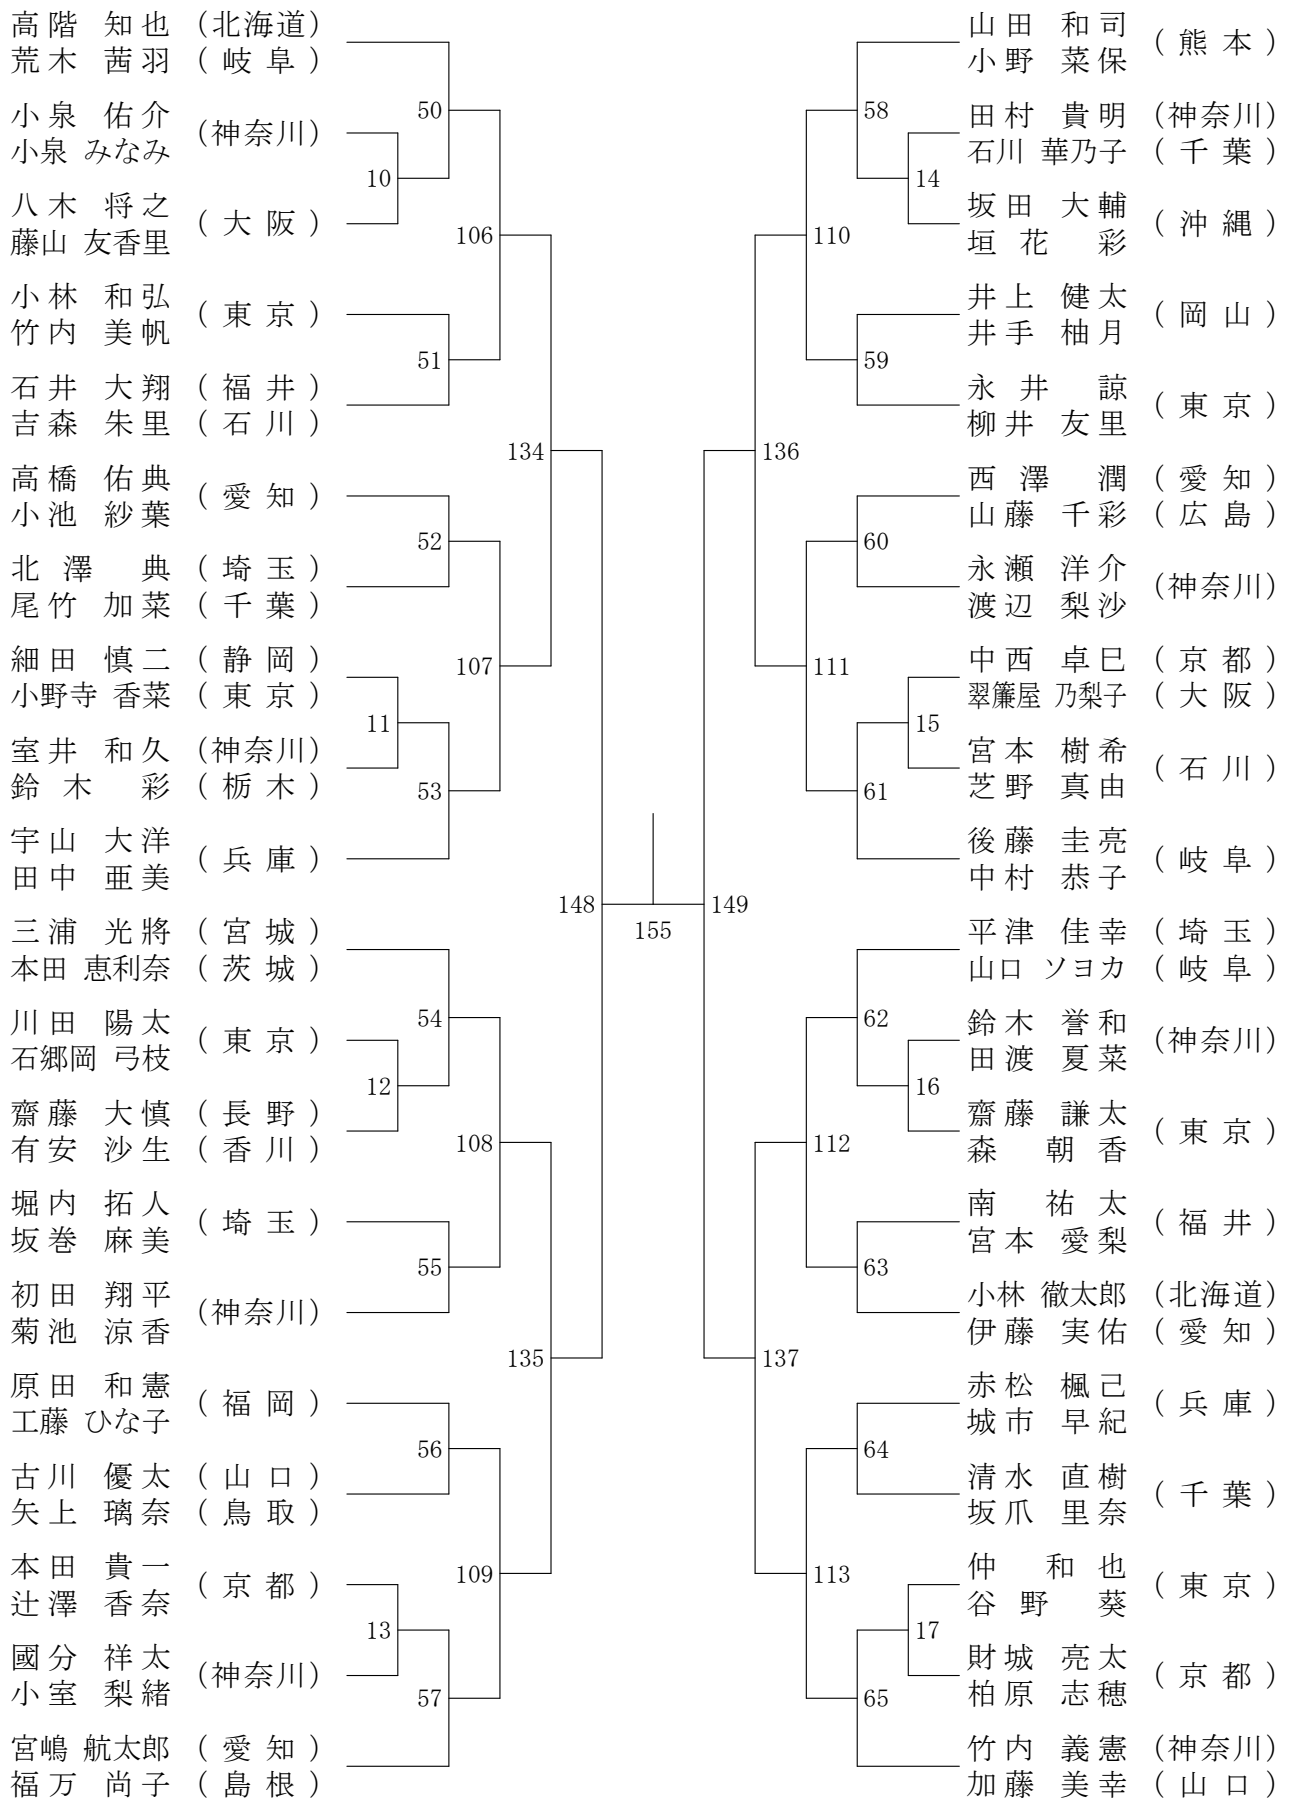 高階 知也 (北海道)
荒木 茜羽 (岐阜)
50
小泉 佑介
小泉 みなみ
(神奈川)
10
八木 将之
藤山 友香里
(大阪)
106
小林 和弘
竹内 美帆
(東京)
51
石井 大翔 (福井)
吉森 朱里 (石川)
134
高橋 佑典
小池 紗葉
(愛知)
52
北澤 典 (埼玉)
尾竹 加菜 (千葉)
細田 慎二 (静岡)
小野寺 香菜 (東京)
107
11
室井 和久 (神奈川)
鈴木 彩 (栃木)
53
宇山 大洋
田中 亜美
(兵庫)
148
三浦 光將 (宮城)
本田 恵利奈 (茨城)
54
川田 陽太
石郷岡 弓枝
(東京)
12
齋藤 大慎 (長野)
有安 沙生 (香川)
108
堀内 拓人
坂巻 麻美
(埼玉)
55
初田 翔平
菊池 涼香
(神奈川)
135
原田 和憲
工藤 ひな子
(福岡)
56
古川 優太 (山口)
矢上 璃奈 (鳥取)
本田 貴一
辻澤 香奈
(京都)
109
13
國分 祥太
小室 梨緒
(神奈川)
57
宮嶋 航太郎 (愛知)
福万 尚子 (島根)
155
山田 和司
小野 菜保
(熊本)
58
田村 貴明 (神奈川)
石川 華乃子 (千葉)
14
坂田 大輔
垣花 彩
(沖縄)
110
井上 健太
井手 柚月
(岡山)
59
永井 諒
柳井 友里
(東京)
136
西澤 潤 (愛知)
山藤 千彩 (広島)
60
永瀬 洋介
渡辺 梨沙
(神奈川)
111
中西 卓巳 (京都)
翠簾屋 乃梨子 (大阪)
15
宮本 樹希
芝野 真由
(石川)
61
後藤 圭亮
中村 恭子
(岐阜)
149
平津 佳幸 (埼玉)
山口 ソヨカ (岐阜)
62
鈴木 誉和
田渡 夏菜
(神奈川)
16
齋藤 謙太
森 朝香
(東京)
112
南 祐太
宮本 愛梨
(福井)
63
小林 徹太郎 (北海道)
伊藤 実佑 (愛知)
137
赤松 楓己
城市 早紀
(兵庫)
64
清水 直樹
坂爪 里奈
(千葉)
113
仲 和也
谷野 葵
(東京)
17
財城 亮太
柏原 志穂
(京都)
65
竹内 義憲 (神奈川)
加藤 美幸 (山口)